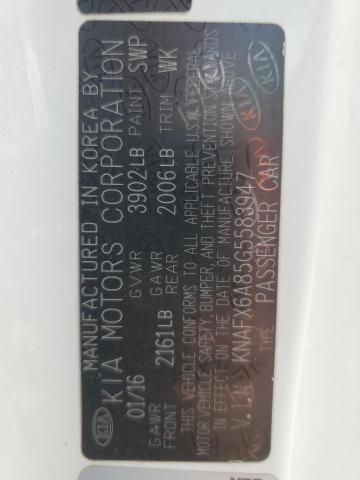 MANUFACTURED IN KOREA BY
KIA KIA MOTORS CORPORATION
01/16 GVWR 3902LB PAINT SWP
GAWR FRONT 2161LB GAWR REAR 2006LB TRIM WK
THIS VEHICLE CONFORMS TO ALL APPLICABLE U.S.A FEDERAL
MOTOR VEHICLE SAFETY, BUMPER, AND THEFT PREVENTION STANDARDS
IN EFFECT ON THE DATE OF MANUFACTURE SHOWN ABOVE.
V.I.N KNAFX6A85G5583947
TYPE PASSENGER CAR